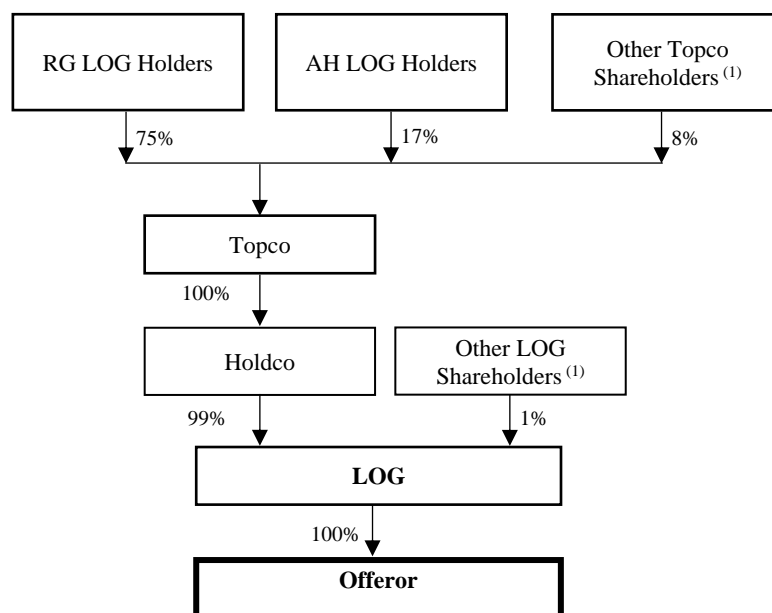 RG LOG Holders
AH LOG Holders
Other Topco
Shareholders (1)
75%
17%
8%
Topco
100%
Holdco
Other LOG
Shareholders (1)
99%
1%
LOG
100%
Offeror